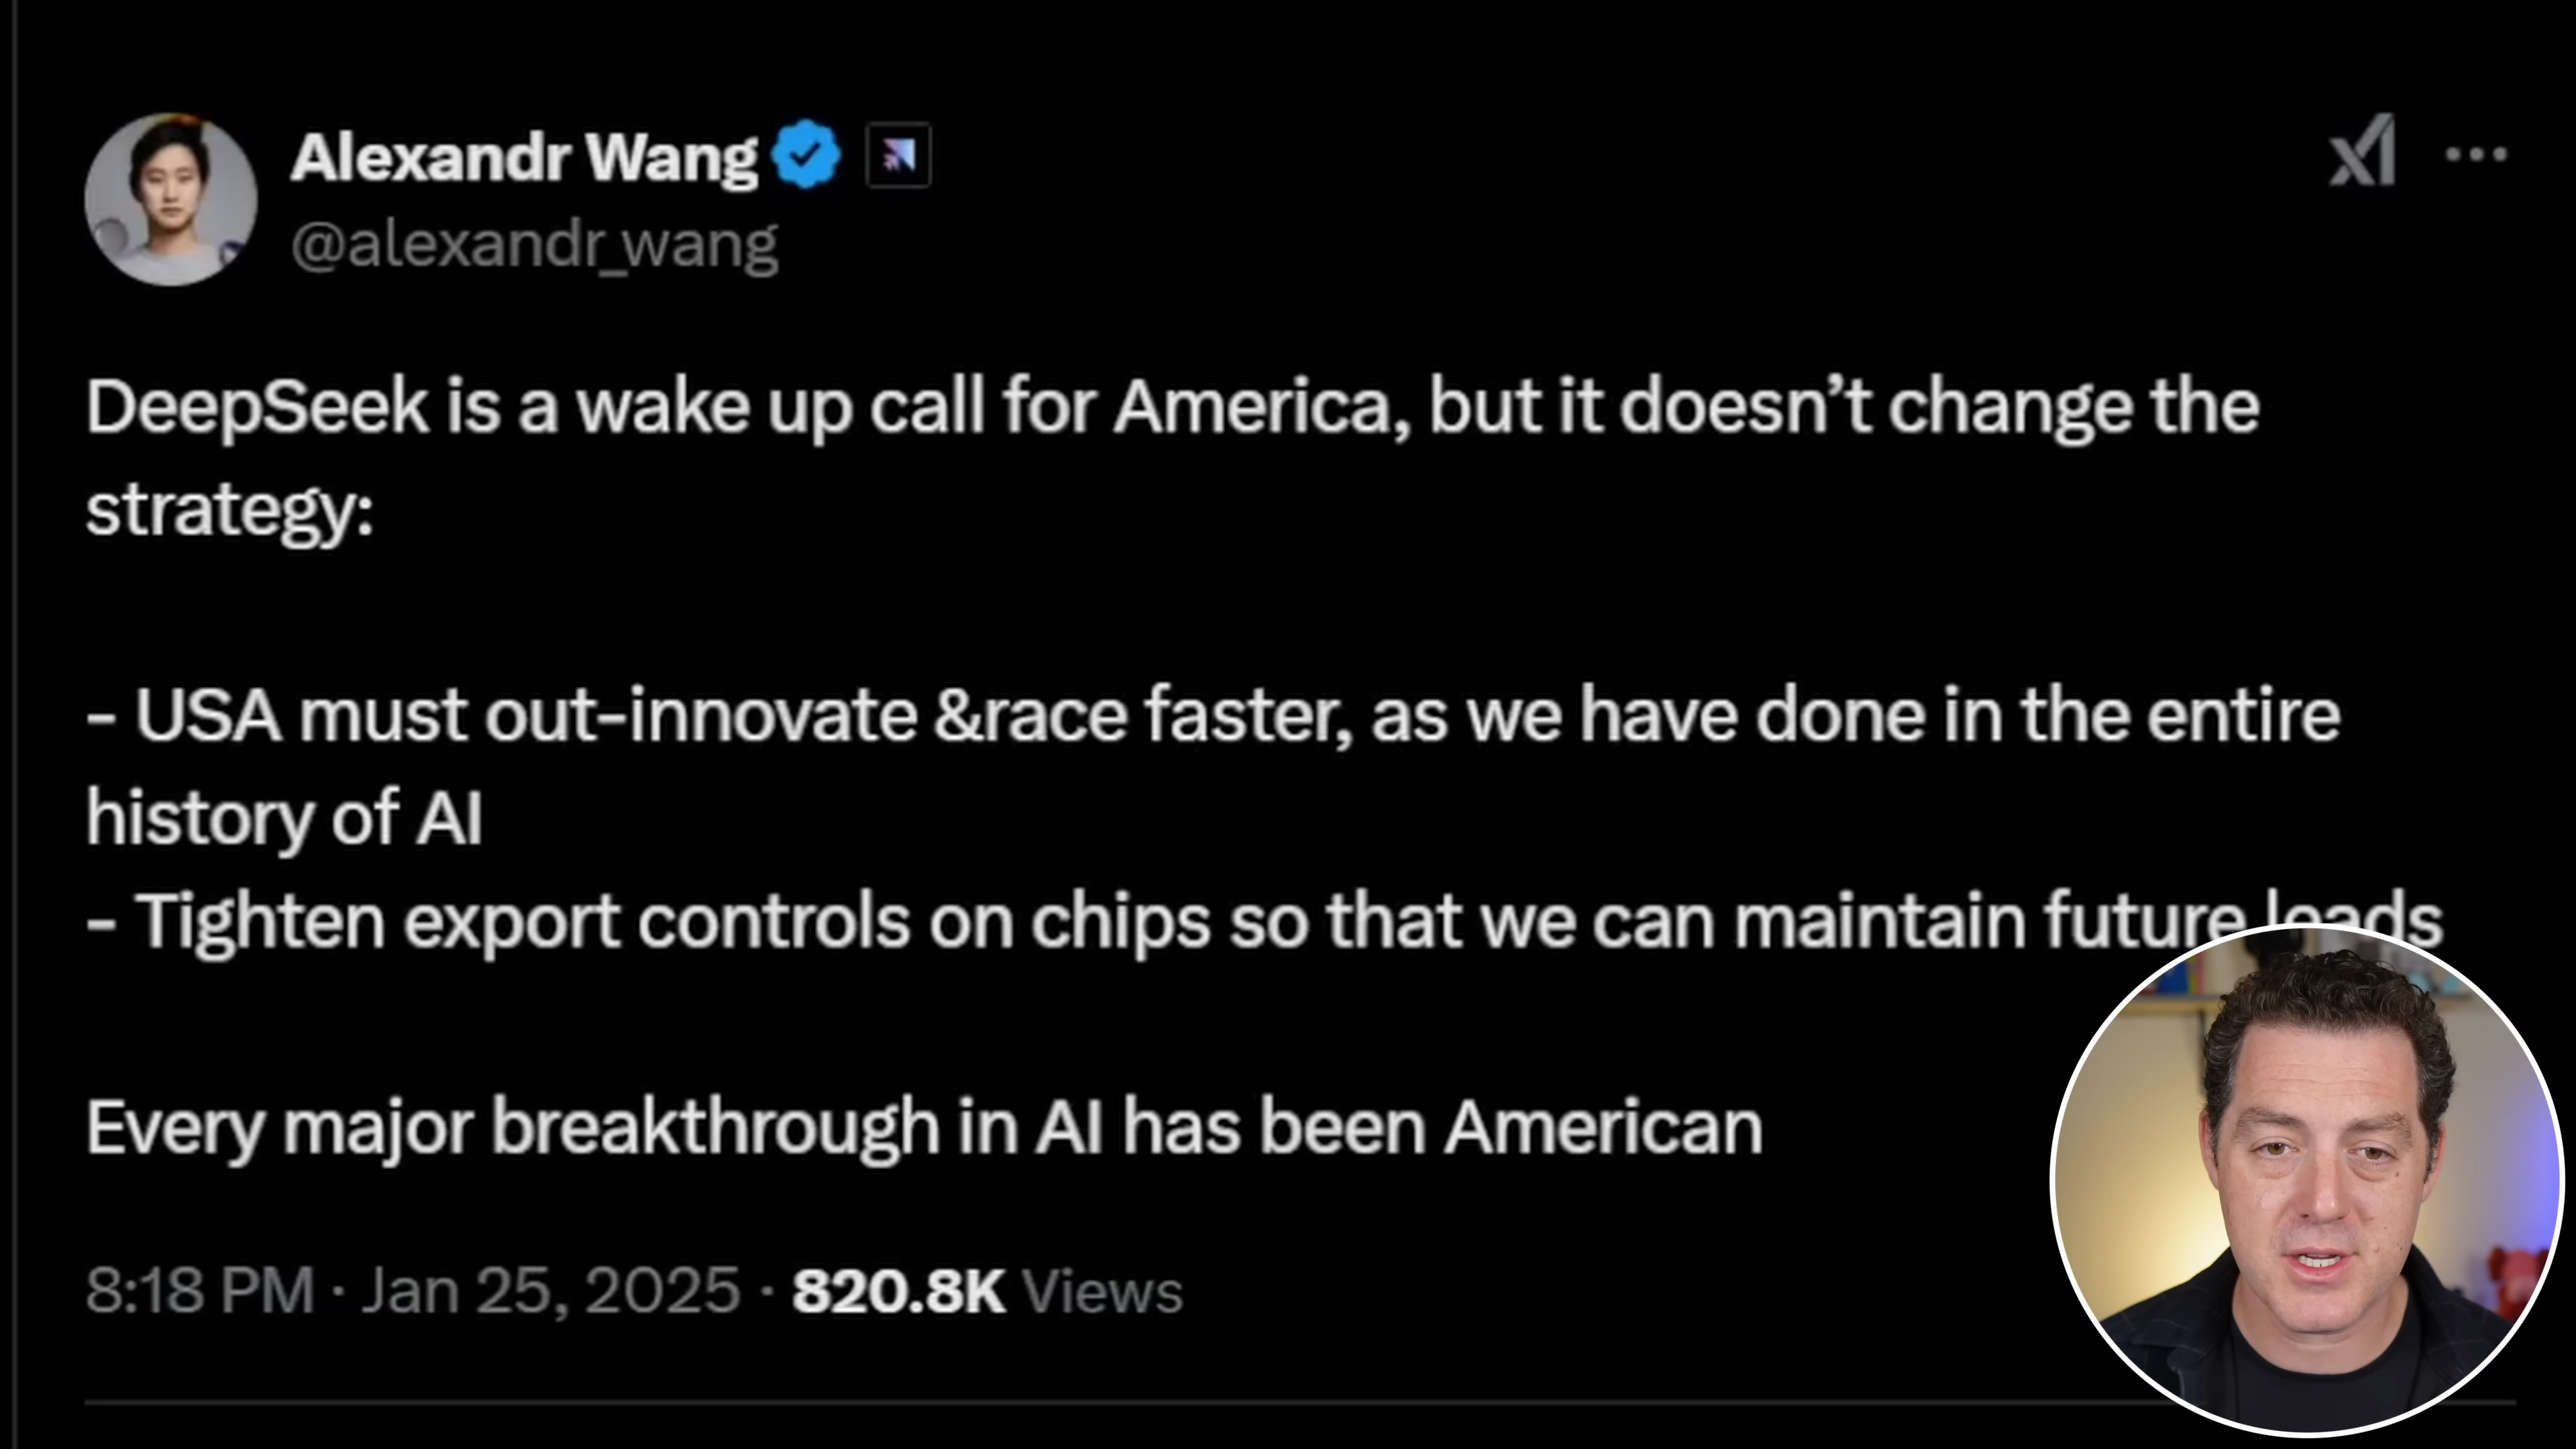 Alexandr Wang
@alexandr_wang
DeepSeek is a wake up call for America, but it doesn’t change the
strategy:
- USA must out-innovate &race faster, as we have done in the entire
history of AI
- Tighten export controls on chips so that we can maintain future leads
Every major breakthrough in AI has been American
8:18 PM · Jan 25, 2025 · 820.8K Views